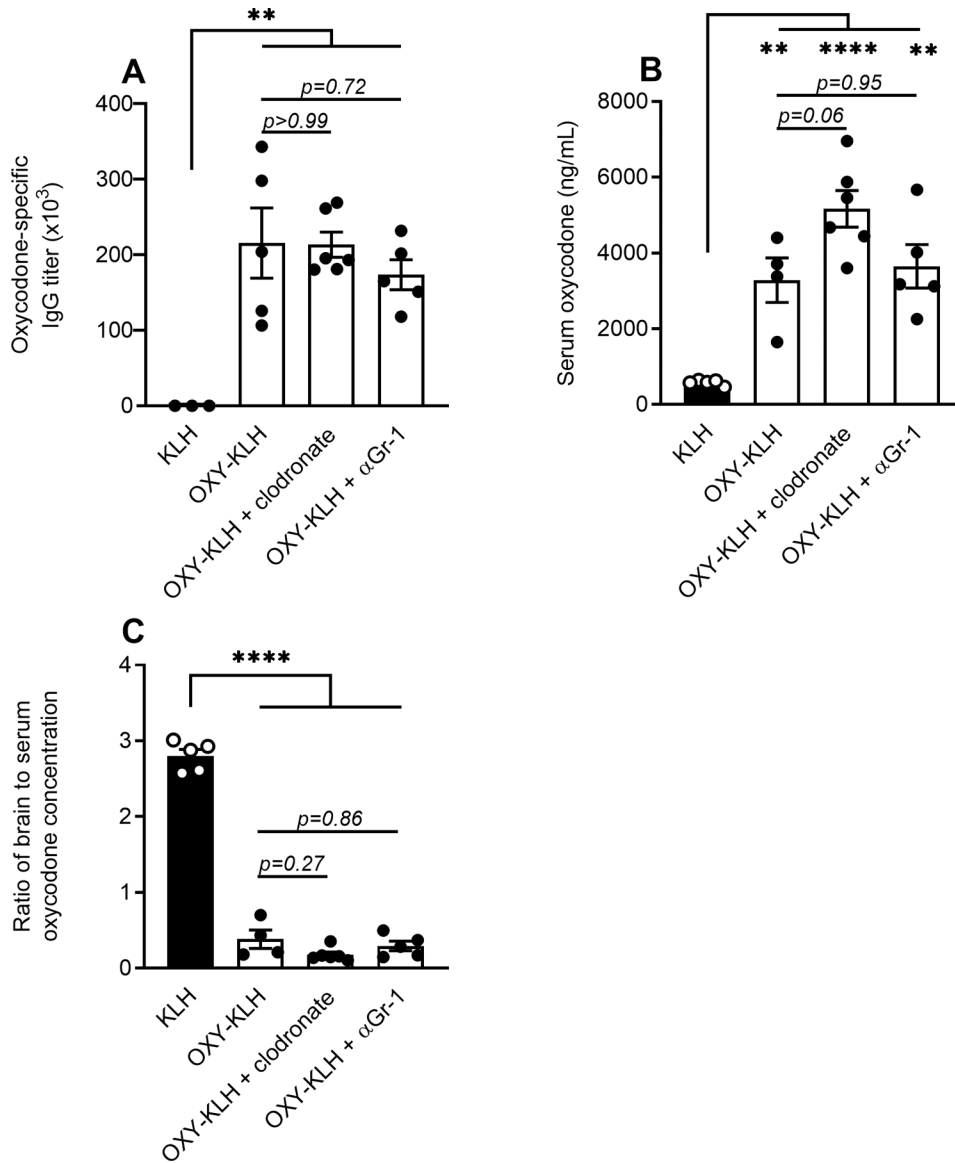 A
**
p=0.72
p>0.99
400
300
200
100
0
Oxycodone-specific
IgG titer (x10³)
KLH
OXY-KLH
OXY-KLH + clodronate
OXY-KLH + αGr-1
B
** **** **
p=0.95
p=0.06
8000
6000
4000
2000
0
Serum oxycodone (ng/mL)
KLH
OXY-KLH
OXY-KLH + clodronate
OXY-KLH + αGr-1
C
****
p=0.86
p=0.27
4
3
2
1
0
Ratio of brain to serum
oxycodone concentration
KLH
OXY-KLH
OXY-KLH + clodronate
OXY-KLH + αGr-1